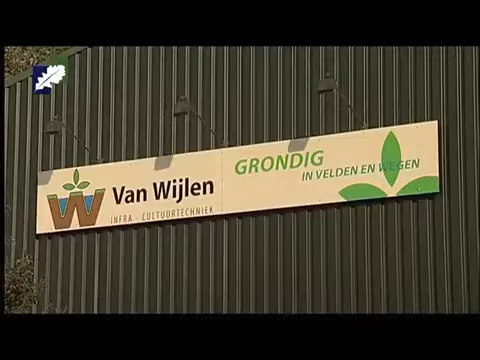 Van Wijlen
INFRA - CULTUURTECHNIEK
GRONDIG
IN VELDEN EN WEGEN